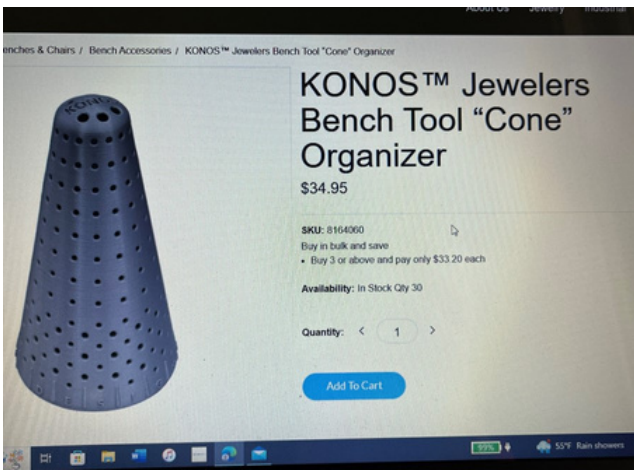 About Us Jewelry Industrial
enches & Chairs / Bench Accessories / KONOS™ Jewelers Bench Tool "Cone" Organizer
KONOS
KONOS™ Jewelers
Bench Tool “Cone”
Organizer
$34.95
SKU: 8164060
Buy in bulk and save
• Buy 3 or above and pay only $33.20 each
Availability: In Stock Qty 30
Quantity: < 1 >
Add To Cart
99% 55°F Rain showers